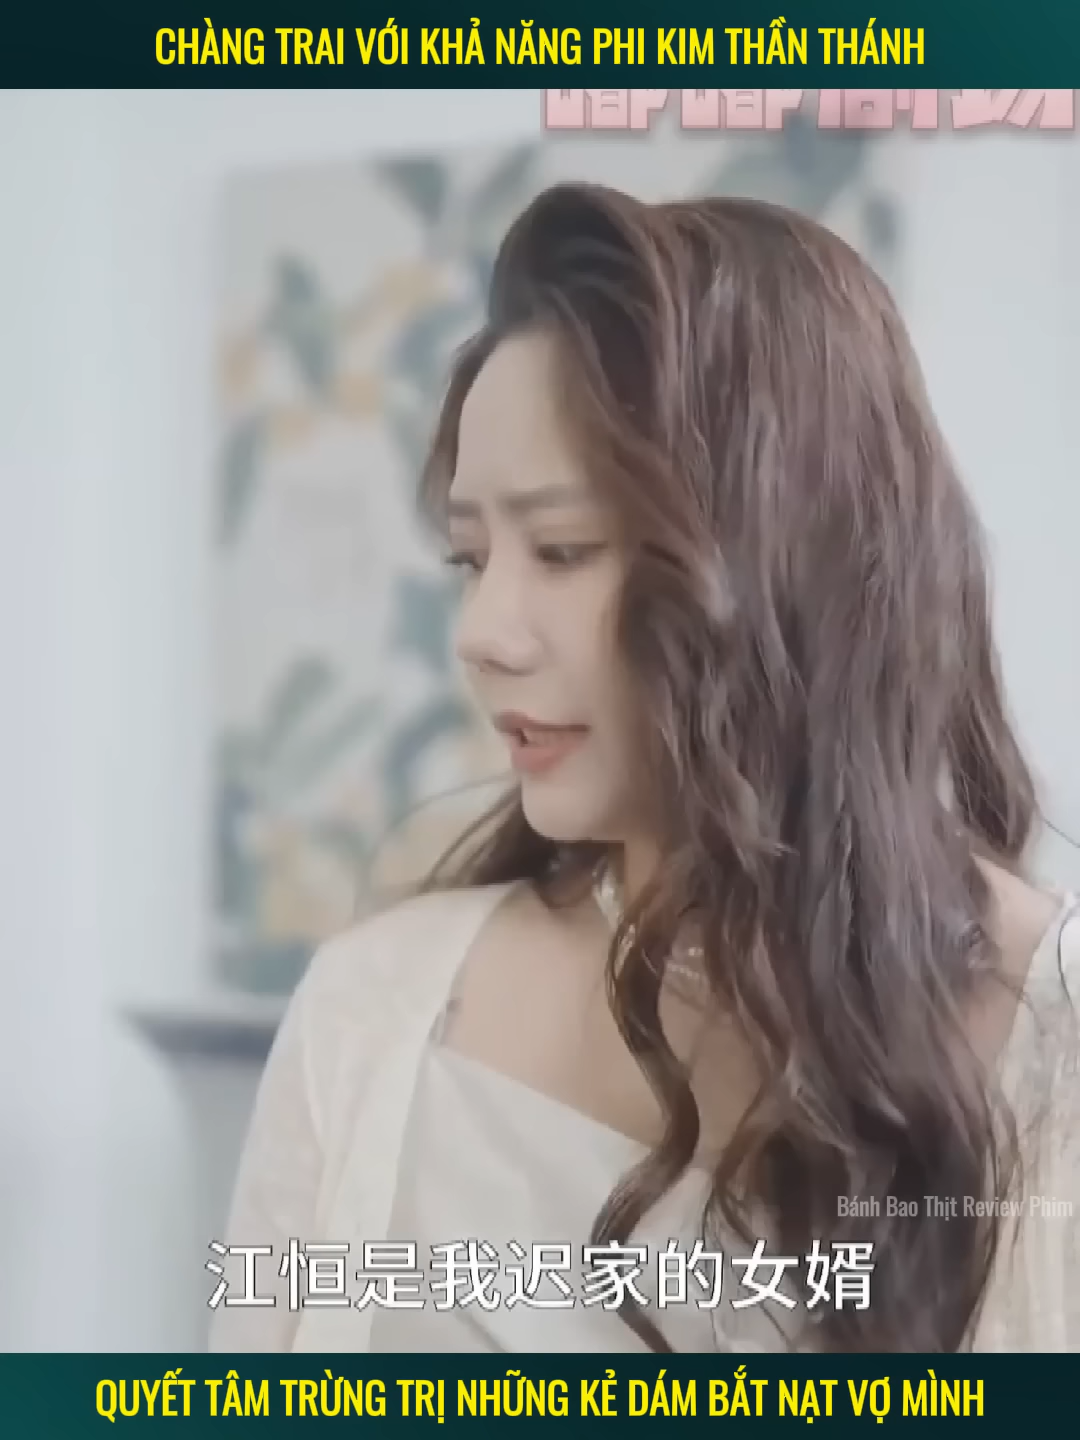 CHÀNG TRAI VỚI KHẢ NĂNG PHI KIM THẦN THÁNH
Bánh Bao Thịt Review Phim
江恒是我迟家的女婿
QUYẾT TÂM TRỪNG TRỊ NHỮNG KẺ DÁM BẮT NẠT VỢ MÌNH